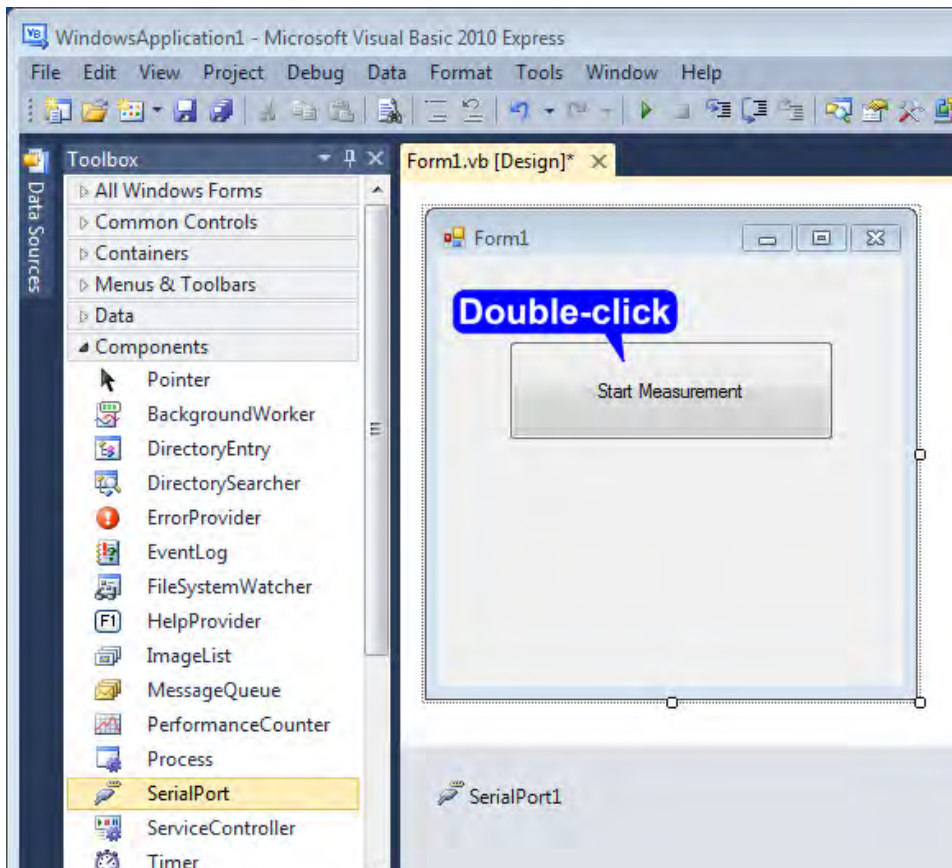 WindowsApplication1 - Microsoft Visual Basic 2010 Express
File Edit View Project Debug Data Format Tools Window Help
Data Sources
Toolbox
All Windows Forms
Common Controls
Containers
Menus & Toolbars
Data
Components
Pointer
BackgroundWorker
DirectoryEntry
DirectorySearcher
ErrorProvider
EventLog
FileSystemWatcher
F1 HelpProvider
ImageList
MessageQueue
PerformanceCounter
Process
SerialPort
ServiceController
Timer
Form1.vb [Design]*
Form1
Double-click
Start Measurement
SerialPort1